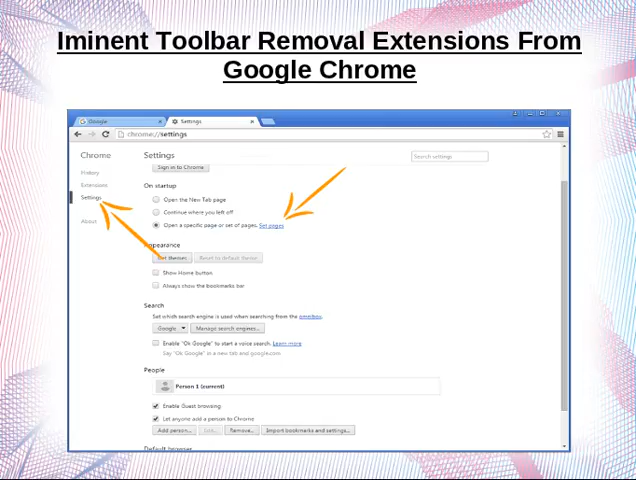 Iminent Toolbar Removal Extensions From
Google Chrome
Google
Settings
chrome://settings
Chrome
Settings
Search settings
History
Extensions
Settings
About
Sign in to Chrome
On startup
Open the New Tab page
Continue where you left off
Open a specific page or set of pages. Set pages
Appearance
Get themes
Reset to default theme
Show Home button
Always show the bookmarks bar
Search
Set which search engine is used when searching from the omnibox.
Google
Manage search engines...
Enable "Ok Google" to start a voice search. Learn more
Say "Ok Google" in a new tab and google.com
People
Person 1 (current)
Enable Guest browsing
Let anyone add a person to Chrome
Add person...
Edit...
Remove...
Import bookmarks and settings...
Default browser